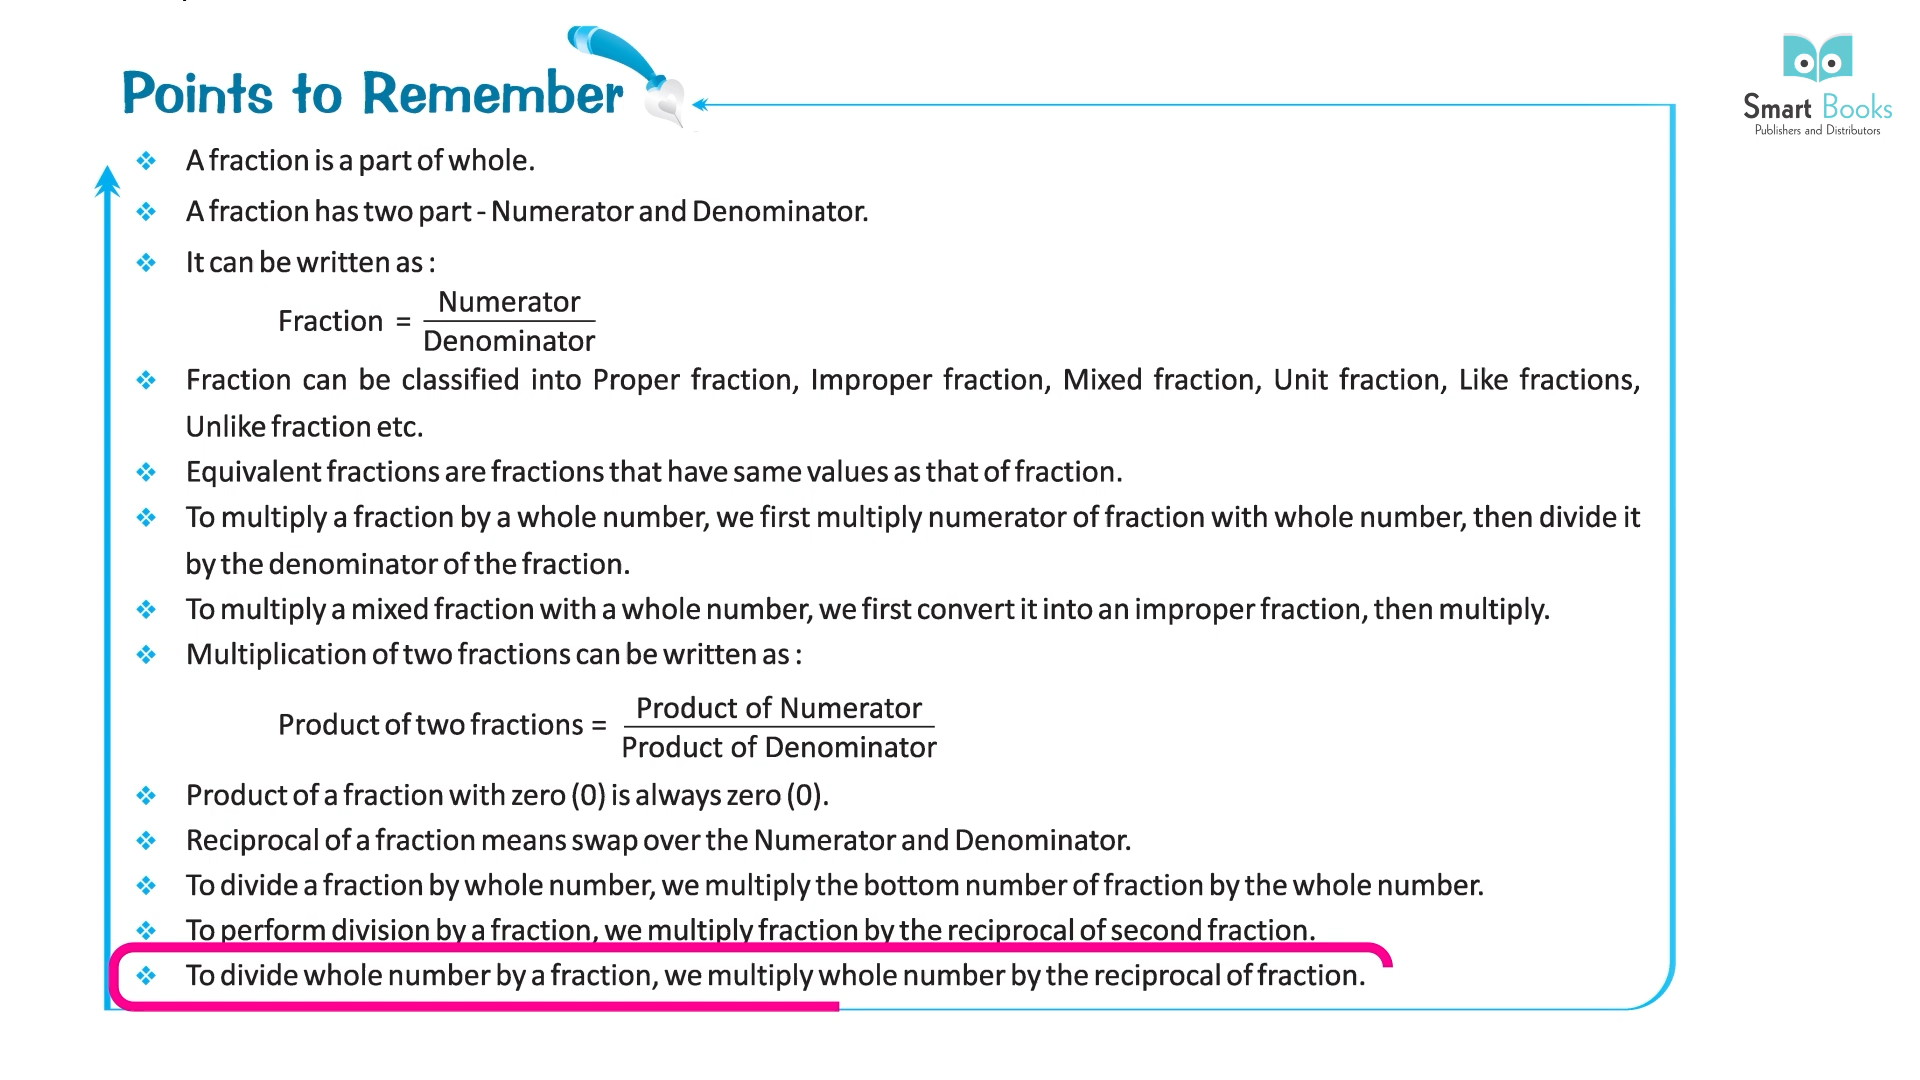 Points to Remember
Smart Books
Publishers and Distributors
A fraction is a part of whole.
A fraction has two part - Numerator and Denominator.
It can be written as :
Fraction = Numerator
Denominator
Fraction can be classified into Proper fraction, Improper fraction, Mixed fraction, Unit fraction, Like fractions,
Unlike fraction etc.
Equivalent fractions are fractions that have same values as that of fraction.
To multiply a fraction by a whole number, we first multiply numerator of fraction with whole number, then divide it
by the denominator of the fraction.
To multiply a mixed fraction with a whole number, we first convert it into an improper fraction, then multiply.
Multiplication of two fractions can be written as :
Product of two fractions = Product of Numerator
Product of Denominator
Product of a fraction with zero (0) is always zero (0).
Reciprocal of a fraction means swap over the Numerator and Denominator.
To divide a fraction by whole number, we multiply the bottom number of fraction by the whole number.
To perform division by a fraction, we multiply fraction by the reciprocal of second fraction.
To divide whole number by a fraction, we multiply whole number by the reciprocal of fraction.